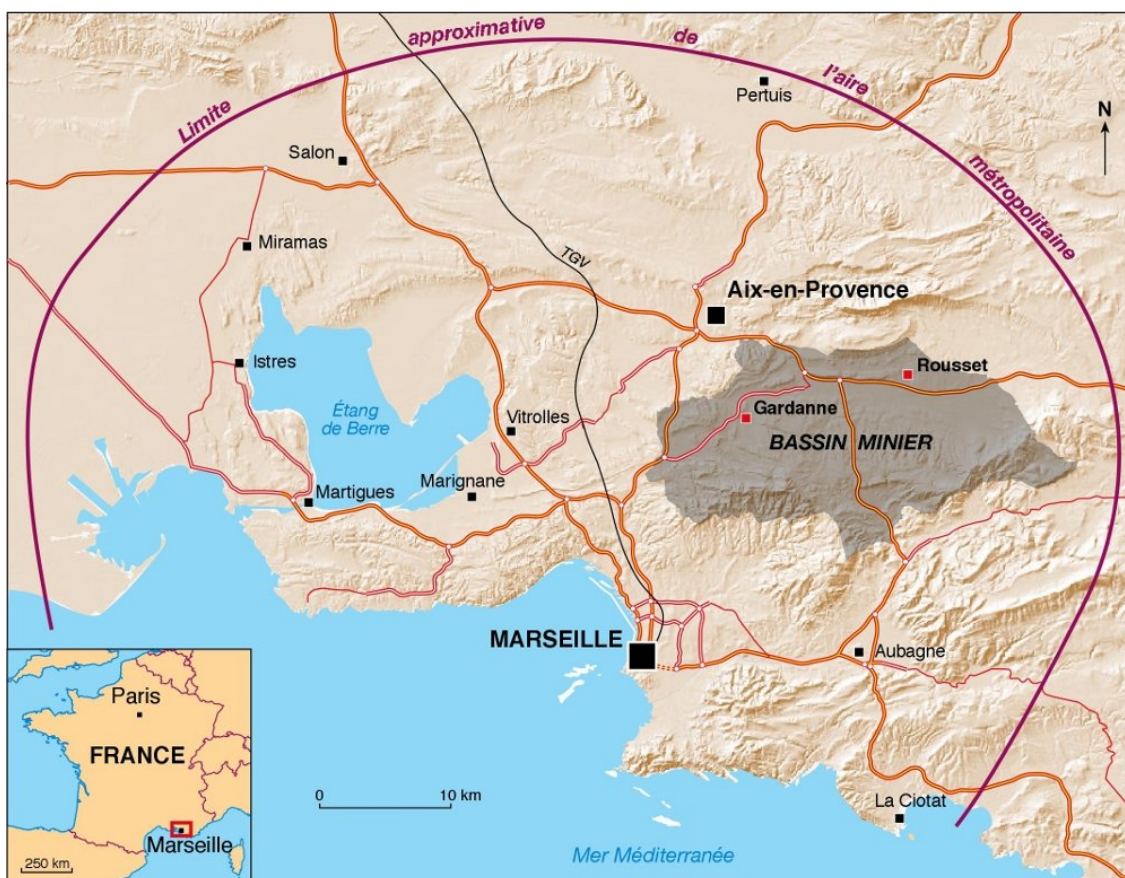 Limite approximative de l'aire métropolitaine
Pertuis
N
Salon
Miramas
TGV
Aix-en-Provence
Istres
Rousset
Étang
de Berre
Vitrolles
Gardanne
BASSIN MINIER
Martigues
Marignane
MARSEILLE
Aubagne
Paris
FRANCE
Marseille
250 km
0 10 km
La Ciotat
Mer Méditerranée